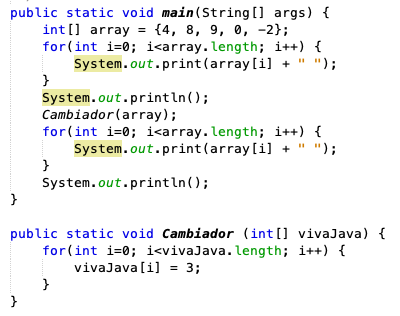 public static void main(String[] args) {
    int[] array = {4, 8, 9, 0, -2};
    for(int i=0; i<array.length; i++) {
        System.out.print(array[i] + " ");
    }
    System.out.println();
    Cambiador(array);
    for(int i=0; i<array.length; i++) {
        System.out.print(array[i] + " ");
    }
    System.out.println();
}

public static void Cambiador (int[] vivaJava) {
    for(int i=0; i<vivaJava.length; i++) {
        vivaJava[i] = 3;
    }
}